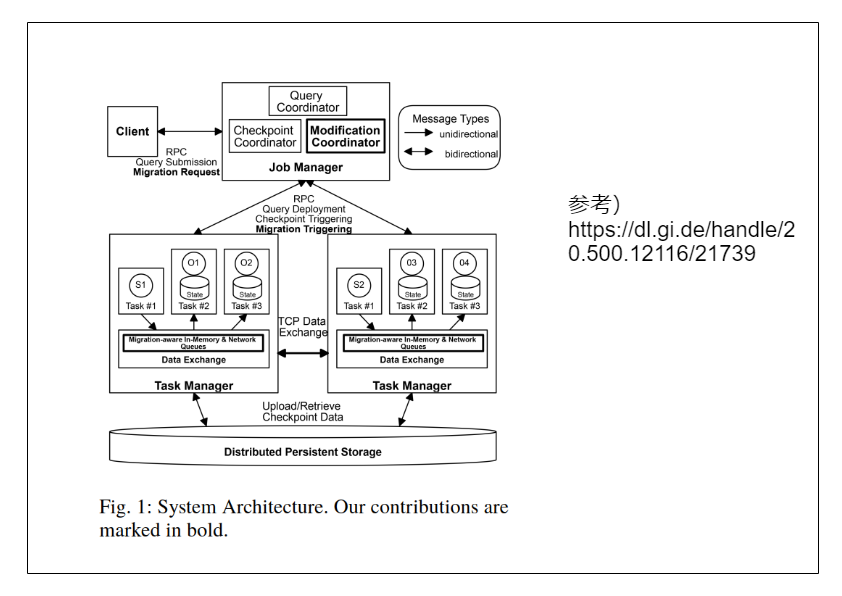 Query
Coordinator
Client
Checkpoint
Coordinator
Modification
Coordinator
Job Manager
Message Types
unidirectional
bidirectional
RPC
Query Submission
Migration Request
RPC
Query Deployment
Checkpoint Triggering
Migration Triggering
S1
Task #1
O1
State
Task #2
O2
State
Task #3
Migration-aware In-Memory & Network
Queues
Data Exchange
Task Manager
TCP Data
Exchange
S2
Task #1
03
State
Task #2
04
State
Task #3
Migration-aware In-Memory & Network
Queues
Data Exchange
Task Manager
Upload/Retrieve
Checkpoint Data
Distributed Persistent Storage
Fig. 1: System Architecture. Our contributions are
marked in bold.
参考)
https://dl.gi.de/handle/2
0.500.12116/21739